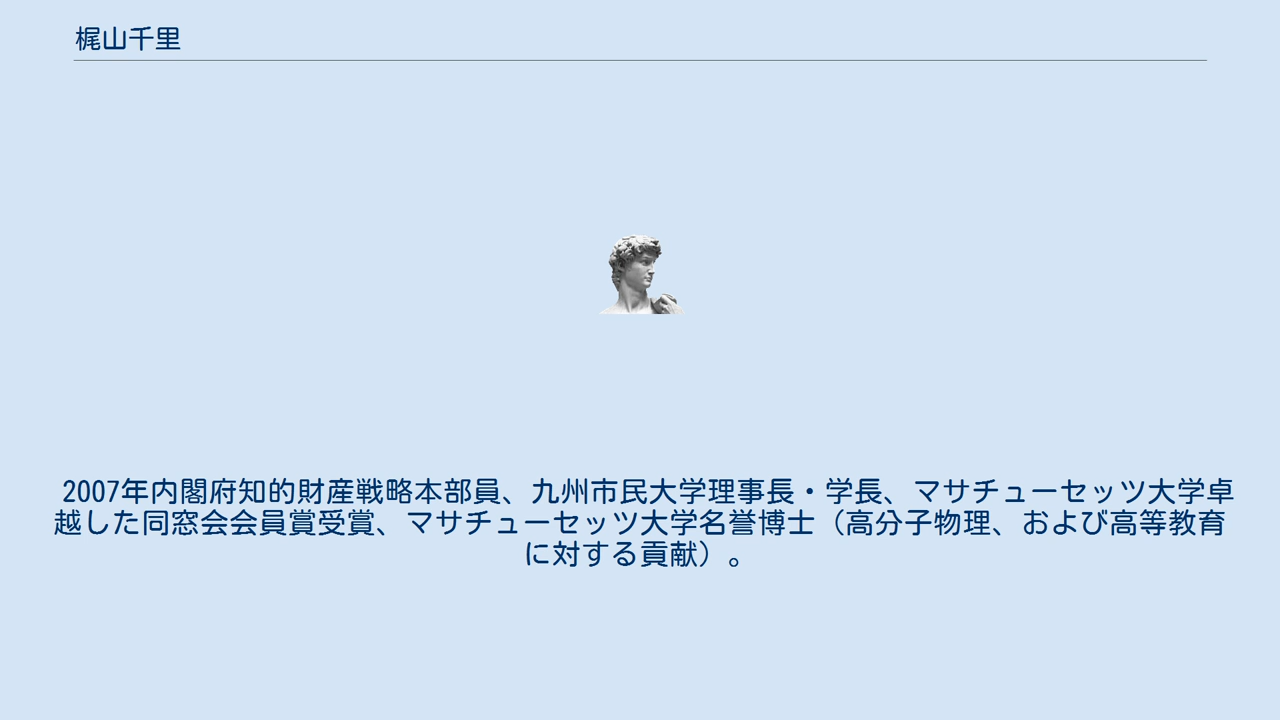 梶山千里
2007年内閣府知的財産戦略本部員、九州市民大学理事長・学長、マサチューセッツ大学卓
越した同窓会会員賞受賞、マサチューセッツ大学名誉博士（高分子物理、および高等教育
に対する貢献）。